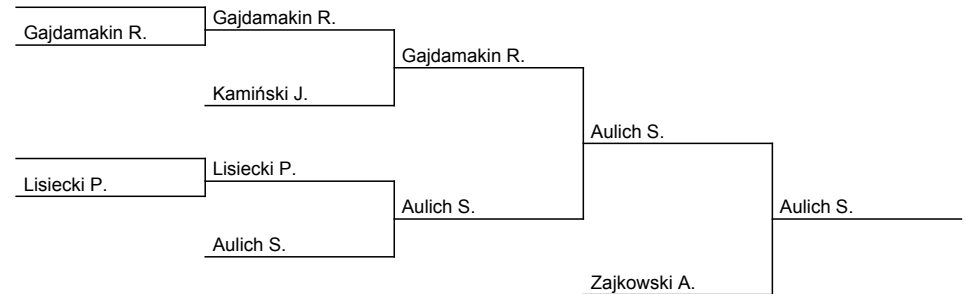 Gajdamakin R.
Gajdamakin R.
Gajdamakin R.
Kamiński J.
Aulich S.
Lisiecki P.
Lisiecki P.
Aulich S.
Aulich S.
Aulich S.
Zajkowski A.